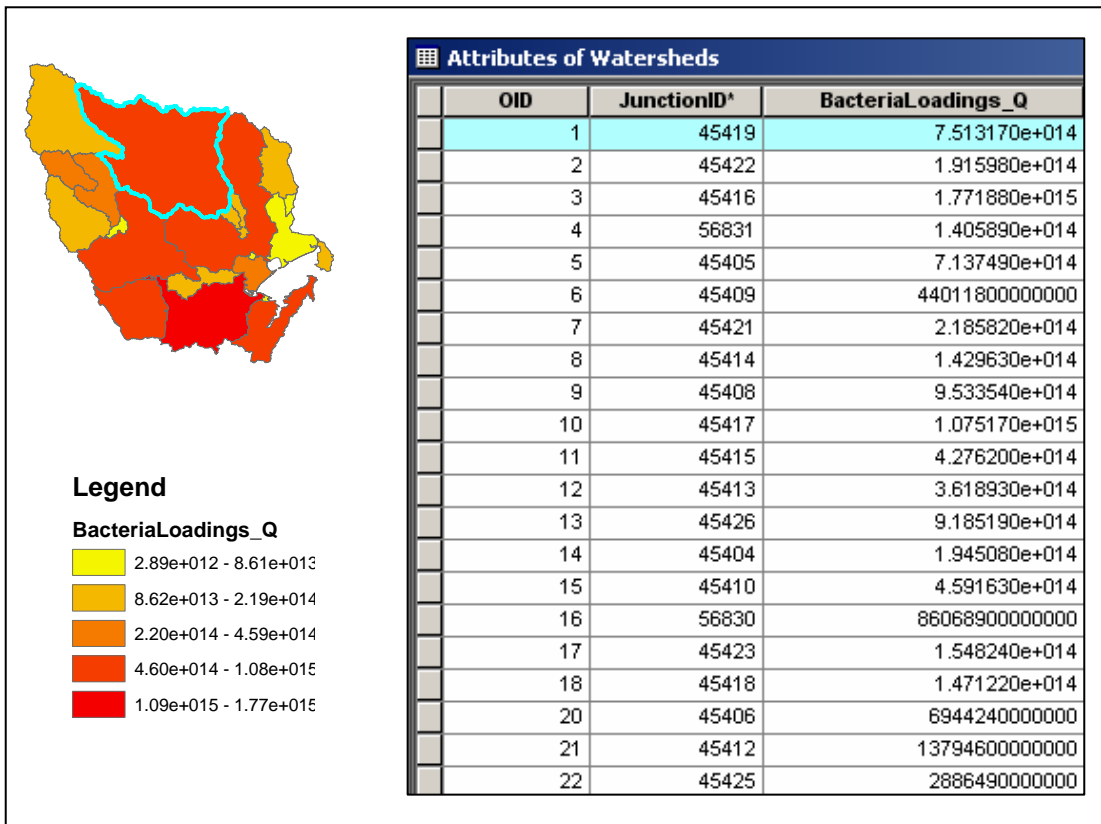 Attributes of Watersheds
OID JunctionID* BacteriaLoadings_Q
1 45419 7.513170e+014
2 45422 1.915980e+014
3 45416 1.771880e+015
4 56831 1.405890e+014
5 45405 7.137490e+014
6 45409 44011800000000
7 45421 2.185820e+014
8 45414 1.429630e+014
9 45408 9.533540e+014
10 45417 1.075170e+015
11 45415 4.276200e+014
12 45413 3.618930e+014
13 45426 9.185190e+014
14 45404 1.945080e+014
15 45410 4.591630e+014
16 56830 86068900000000
17 45423 1.548240e+014
18 45418 1.471220e+014
20 45406 6944240000000
21 45412 13794600000000
22 45425 2886490000000
Legend
BacteriaLoadings_Q
2.89e+012 - 8.61e+013
8.62e+013 - 2.19e+014
2.20e+014 - 4.59e+014
4.60e+014 - 1.08e+015
1.09e+015 - 1.77e+015